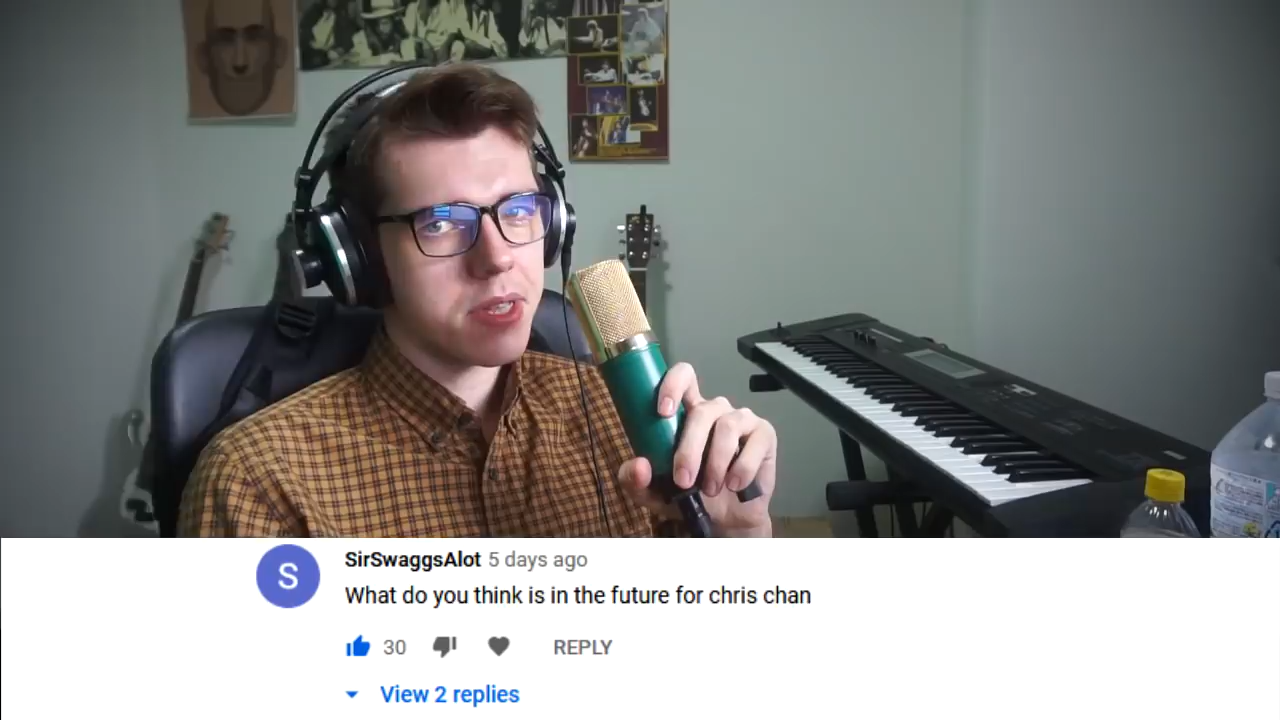 S
SirSwaggsAlot 5 days ago
What do you think is in the future for chris chan
30 REPLY
View 2 replies